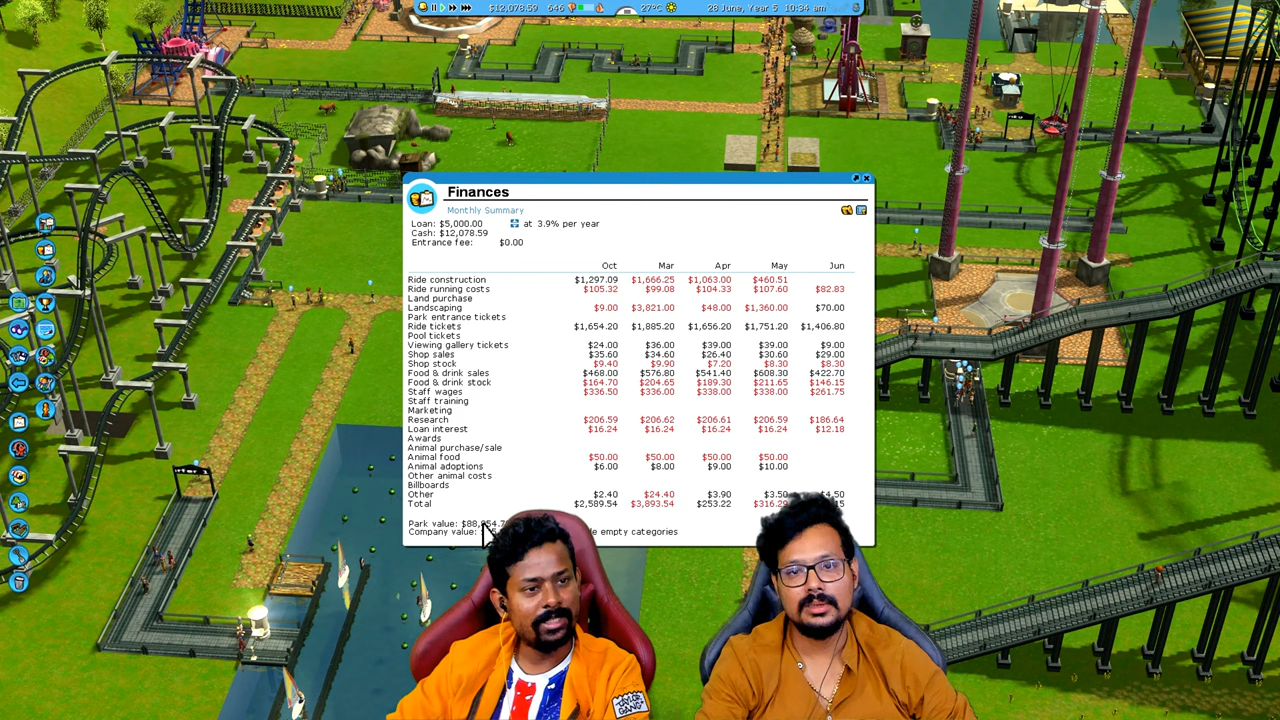 $12,078.59 646 27°C 28 June, Year 5 10:34 am
Finances
Monthly Summary
Loan: $5,000.00 at 3.9% per year
Cash: $12,078.59
Entrance fee: $0.00
Oct Mar Apr May Jun
Ride construction $1,297.09 $1,666.25 $1,063.00 $460.51
Ride running costs $105.32 $99.08 $104.33 $107.60 $82.83
Land purchase
Landscaping $9.00 $3,821.00 $48.00 $1,360.00 $70.00
Park entrance tickets
Ride tickets $1,654.20 $1,885.20 $1,656.20 $1,751.20 $1,406.80
Pool tickets
Viewing gallery tickets $24.00 $36.00 $39.00 $39.00 $9.00
Shop sales $35.60 $34.60 $26.40 $30.60 $29.00
Shop stock $9.40 $9.90 $7.20 $8.30 $8.30
Food & drink sales $468.00 $576.80 $541.40 $608.30 $422.70
Food & drink stock $164.70 $204.65 $189.30 $211.65 $146.15
Staff wages $336.50 $336.00 $338.00 $338.00 $261.75
Staff training
Marketing
Research $206.59 $206.62 $206.61 $206.59 $186.64
Loan interest $16.24 $16.24 $16.24 $16.24 $12.18
Awards
Animal purchase/sale
Animal food $50.00 $50.00 $50.00 $50.00
Animal adoptions $6.00 $8.00 $9.00 $10.00
Other animal costs
Billboards
Other $2.40 $24.40 $3.90 $3.50 $4.50
Total $2,589.54 $3,893.54 $253.22
Park value:
Company value: empty categories